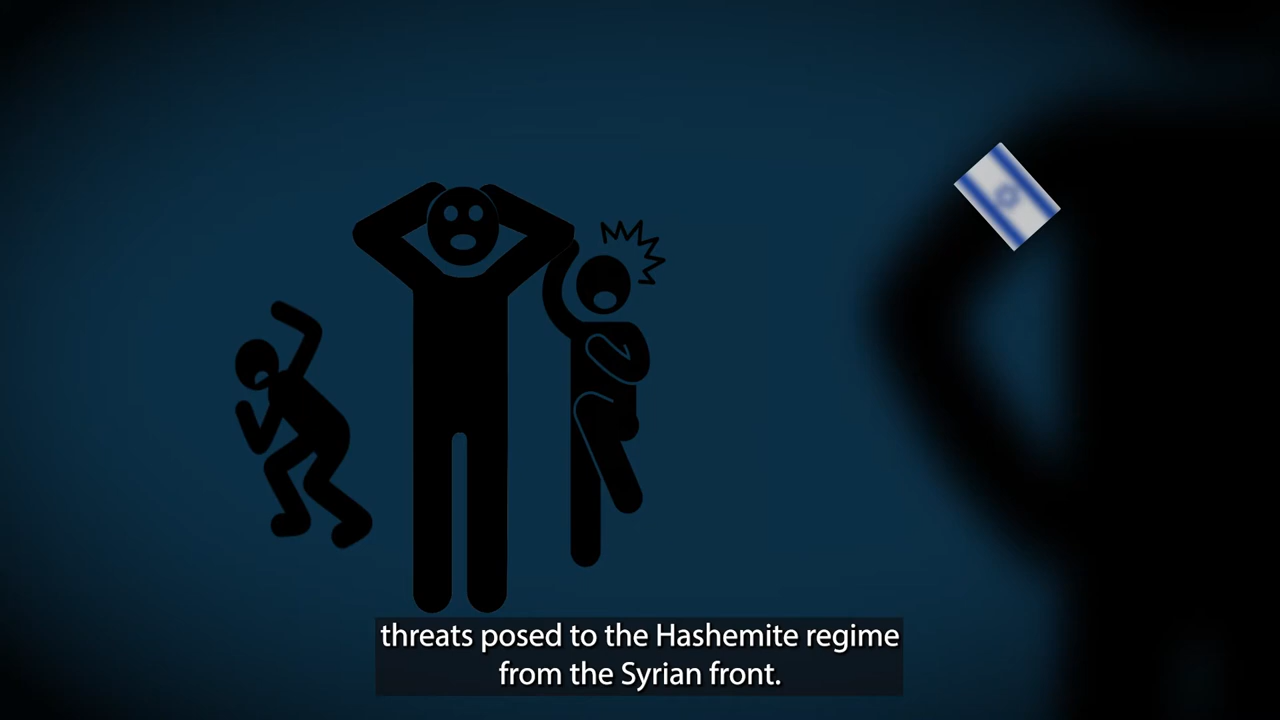 threats posed to the Hashemite regime
from the Syrian front.